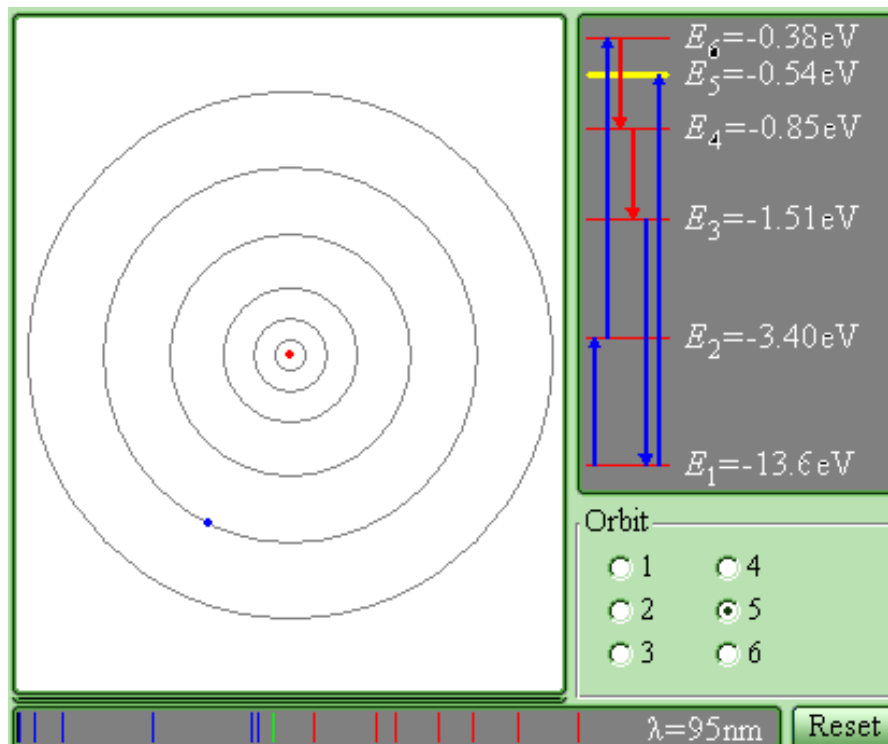 E6=-0.38eV
E5=-0.54eV
E4=-0.85eV
E3=-1.51eV
E2=-3.40eV
E1=-13.6eV
Orbit
1 4
2 5
3 6
λ=95nm Reset